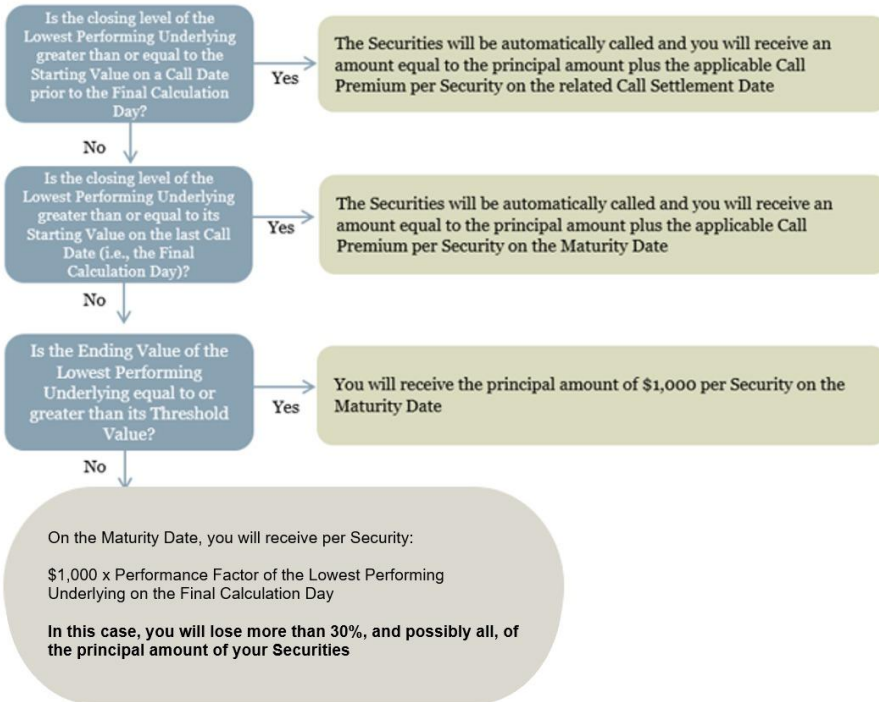 Is the closing level of the
Lowest Performing Underlying
greater than or equal to the
Starting Value on a Call Date
prior to the Final Calculation
Day?
Yes
The Securities will be automatically called and you will receive an
amount equal to the principal amount plus the applicable Call
Premium per Security on the related Call Settlement Date
No
Is the closing level of the
Lowest Performing Underlying
greater than or equal to its
Starting Value on the last Call
Date (i.e., the Final
Calculation Day)?
Yes
The Securities will be automatically called and you will receive an
amount equal to the principal amount plus the applicable Call
Premium per Security on the Maturity Date
No
Is the Ending Value of the
Lowest Performing
Underlying equal to or
greater than its Threshold
Value?
Yes
You will receive the principal amount of $1,000 per Security on the
Maturity Date
No
On the Maturity Date, you will receive per Security:
$1,000 x Performance Factor of the Lowest Performing
Underlying on the Final Calculation Day
In this case, you will lose more than 30%, and possibly all, of
the principal amount of your Securities